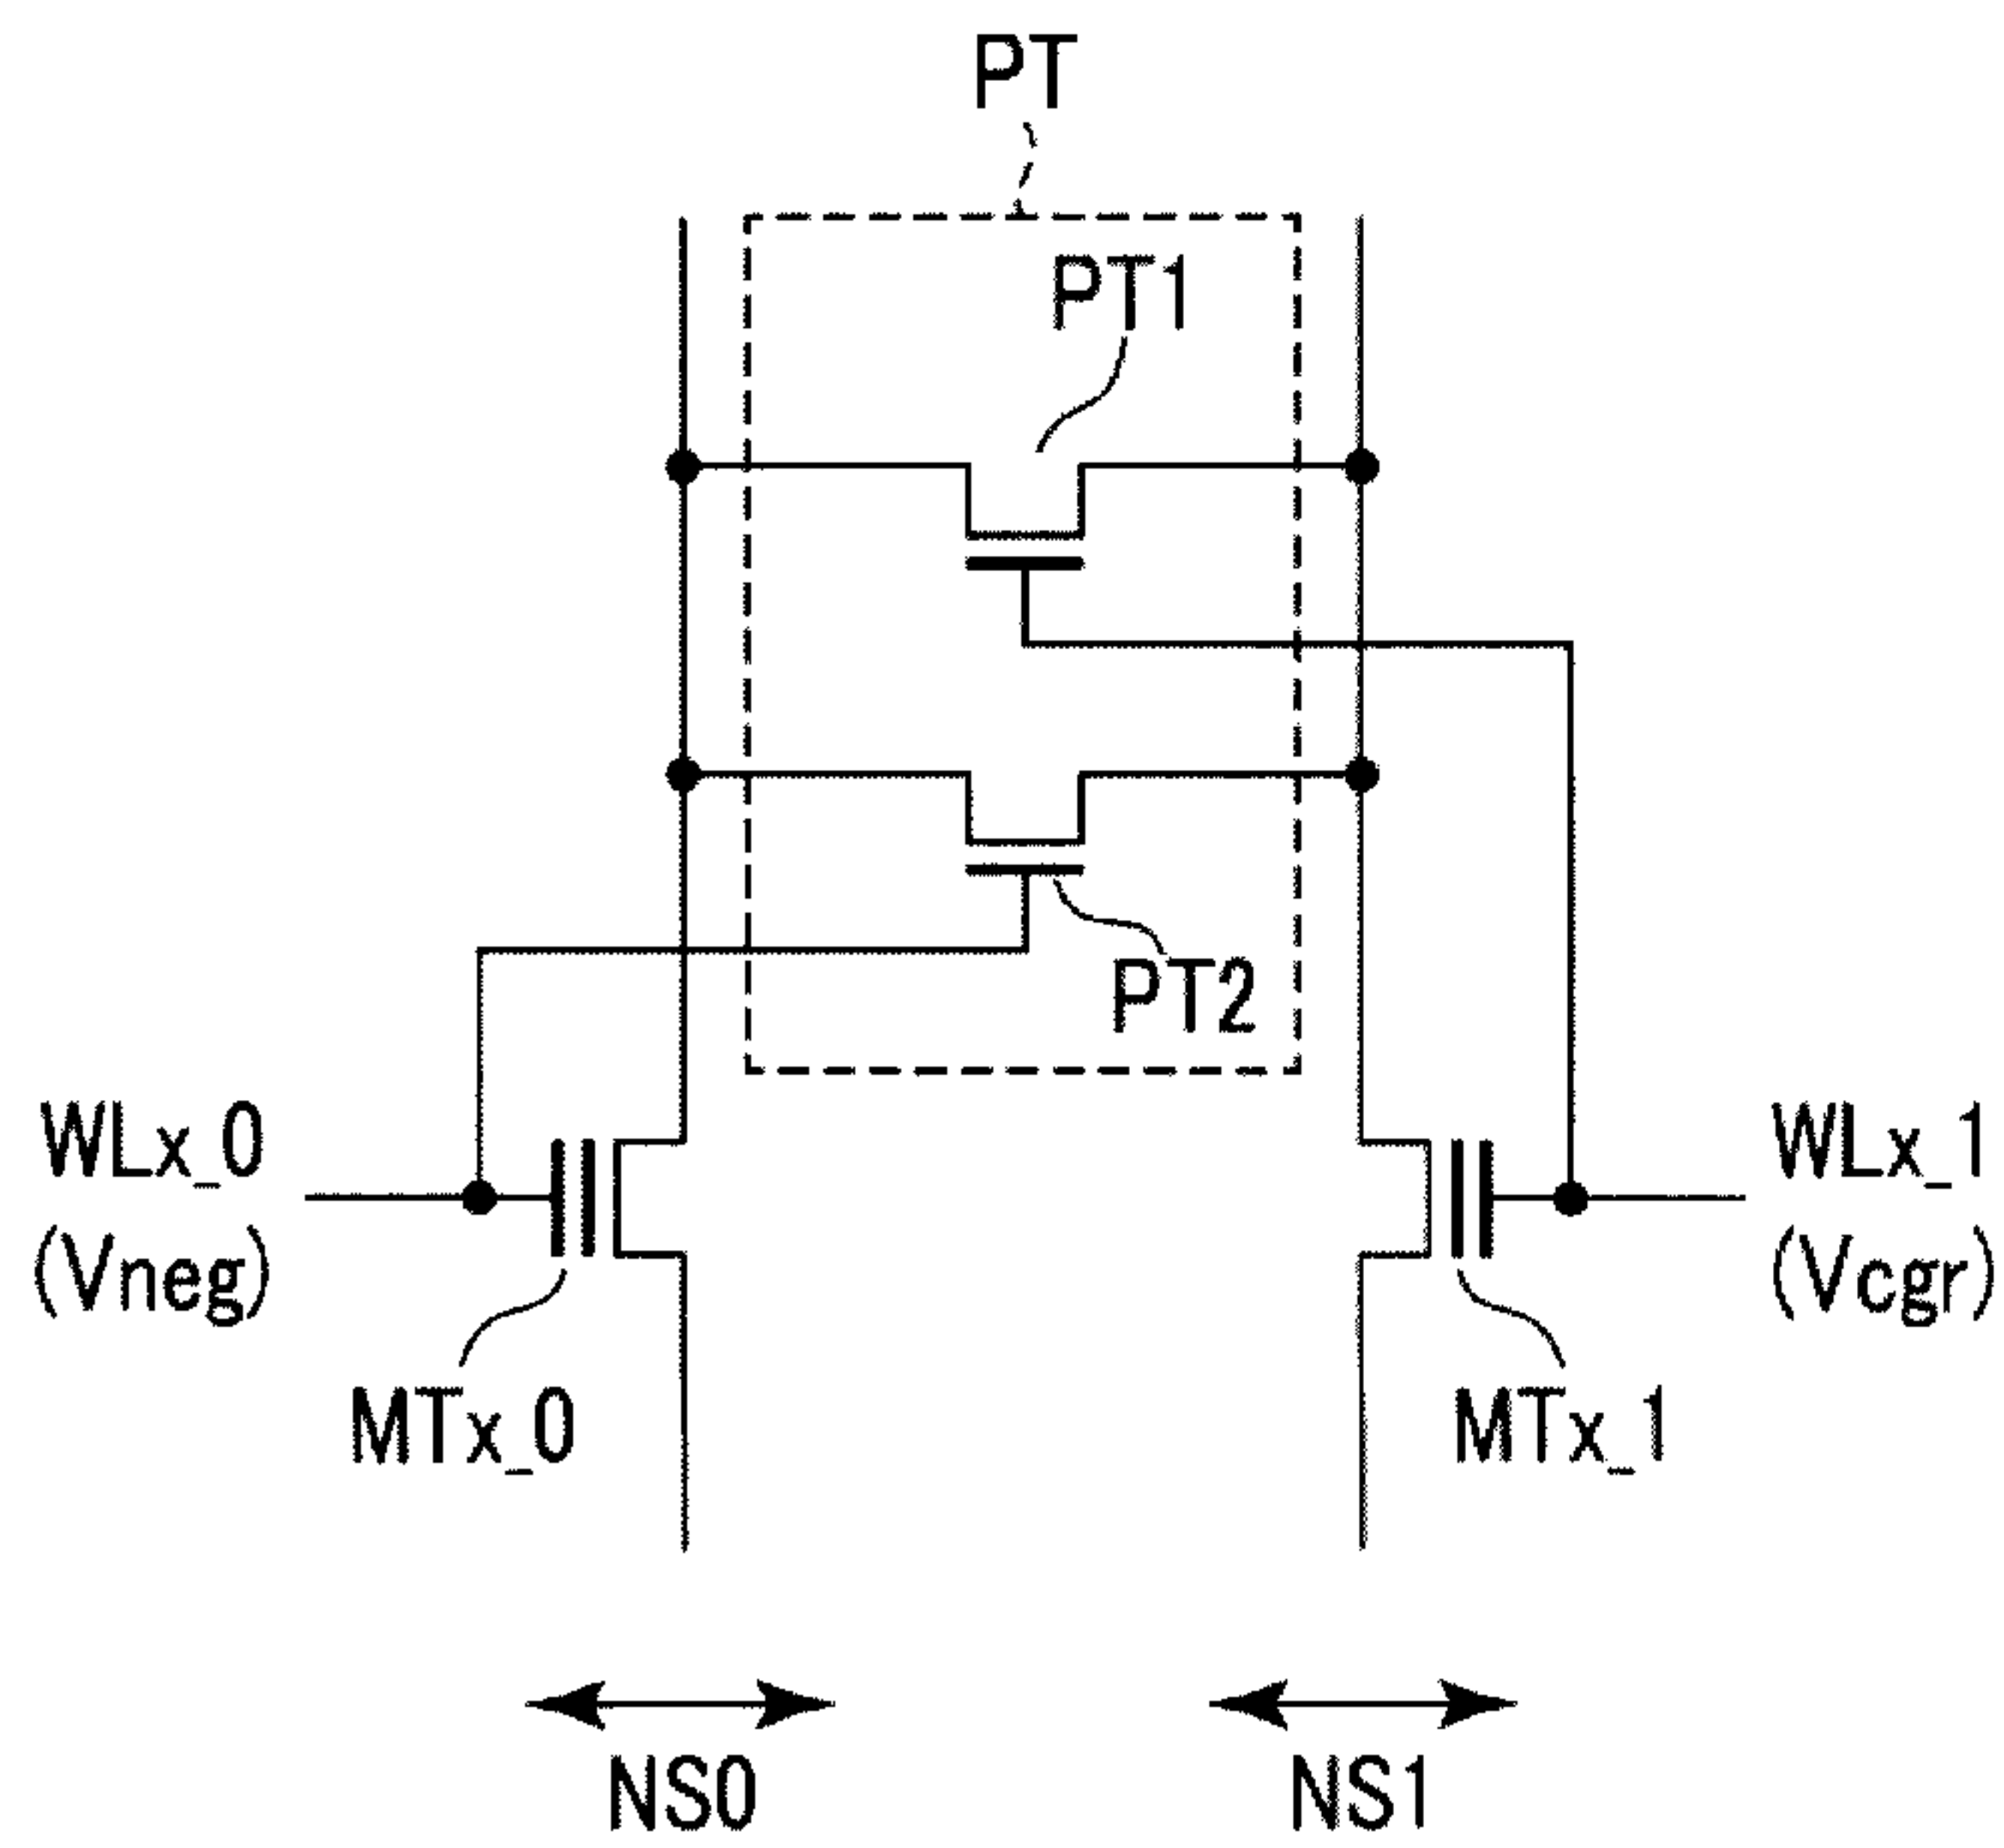 PT
PT1
PT2
WLx_0
(Vneg)
WLx_1
(Vcgr)
MTx_0
MTx_1
NS0
NS1